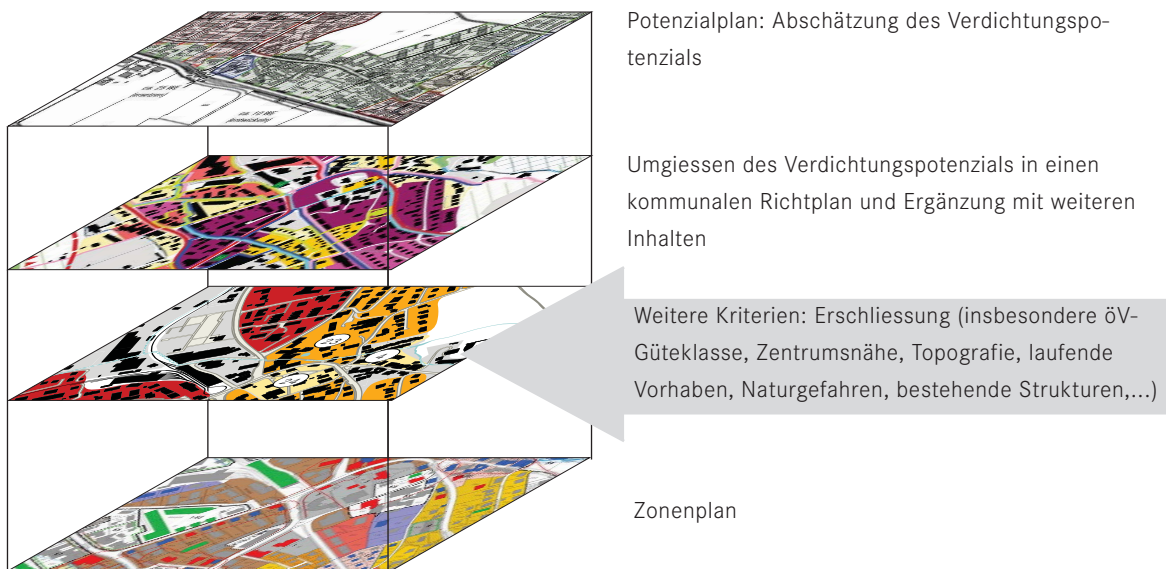 Potenzialplan: Abschätzung des Verdichtungspo-
tenzials
Umgiessen des Verdichtungspotenzials in einen
kommunalen Richtplan und Ergänzung mit weiteren
Inhalten
Weitere Kriterien: Erschliessung (insbesondere öV-
Güteklasse, Zentrumsnähe, Topografie, laufende
Vorhaben, Naturgefahren, bestehende Strukturen,...)
Zonenplan